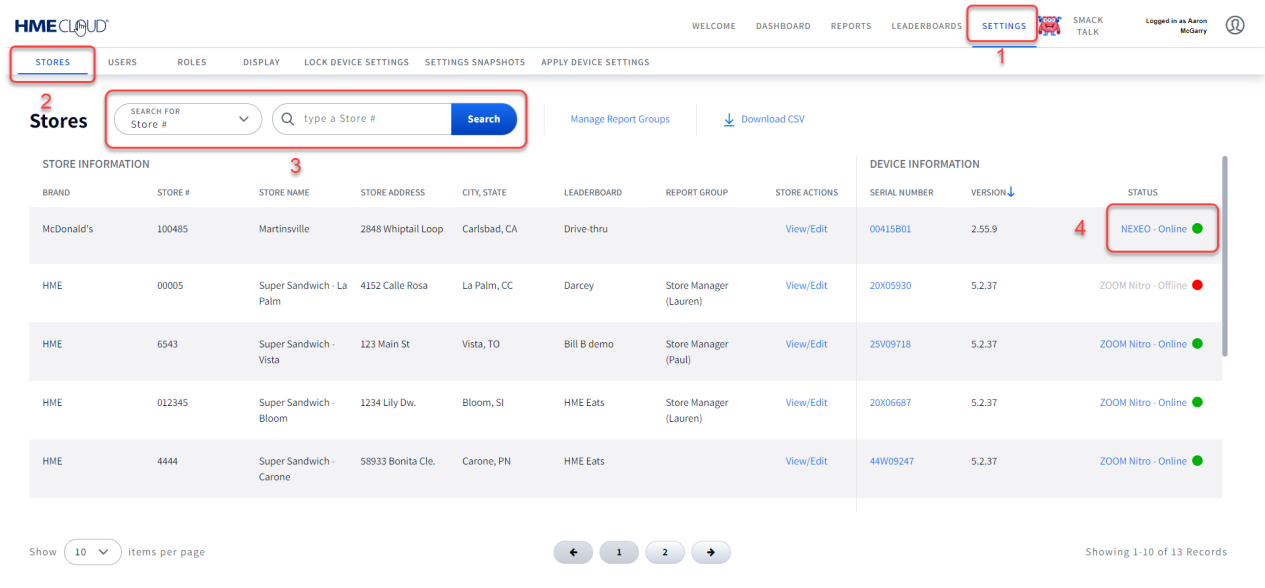 HME CLOUD®
WELCOME DASHBOARD REPORTS LEADERBOARDS SETTINGS SMACK TALK Logged in as Aaron McGarry
1
STORES USERS ROLES DISPLAY LOCK DEVICE SETTINGS SETTINGS SNAPSHOTS APPLY DEVICE SETTINGS
2
Stores SEARCH FOR Store # type a Store # Search Manage Report Groups Download CSV
3
STORE INFORMATION DEVICE INFORMATION
BRAND STORE # STORE NAME STORE ADDRESS CITY, STATE LEADERBOARD REPORT GROUP STORE ACTIONS SERIAL NUMBER VERSION STATUS
McDonald's 100485 Martinsville 2848 Whiptail Loop Carlsbad, CA Drive-thru View/Edit 00415B01 2.55.9 4 NEXEO - Online
HME 00005 Super Sandwich - La Palm 4152 Calle Rosa La Palm, CC Darcey Store Manager (Lauren) View/Edit 20X05930 5.2.37 ZOOM Nitro - Offline
HME 6543 Super Sandwich - Vista 123 Main St Vista, TO Bill B demo Store Manager (Paul) View/Edit 25V09718 5.2.37 ZOOM Nitro - Online
HME 012345 Super Sandwich - Bloom 1234 Lily Dw. Bloom, SI HME Eats Store Manager (Lauren) View/Edit 20X06687 5.2.37 ZOOM Nitro - Online
HME 4444 Super Sandwich - Carone 58933 Bonita Cle. Carone, PN HME Eats View/Edit 44W09247 5.2.37 ZOOM Nitro - Online
Show 10 items per page 1 2 Showing 1-10 of 13 Records